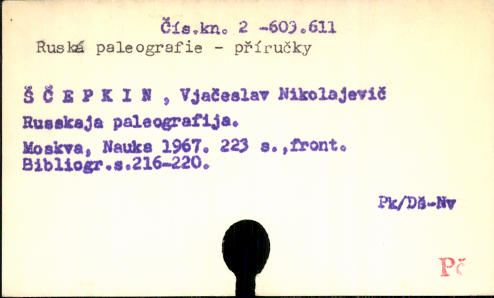 Čís.kn. 2 -603.611
Ruská paleografie - příručky
Š Č E P K I N , Vjačeslav Nikolajevič
Russkaja paleografija.
Moskva, Nauka 1967. 223 s.,front.
Bibliogr.s.216-220.
Pk/Dš-Nv
Pč